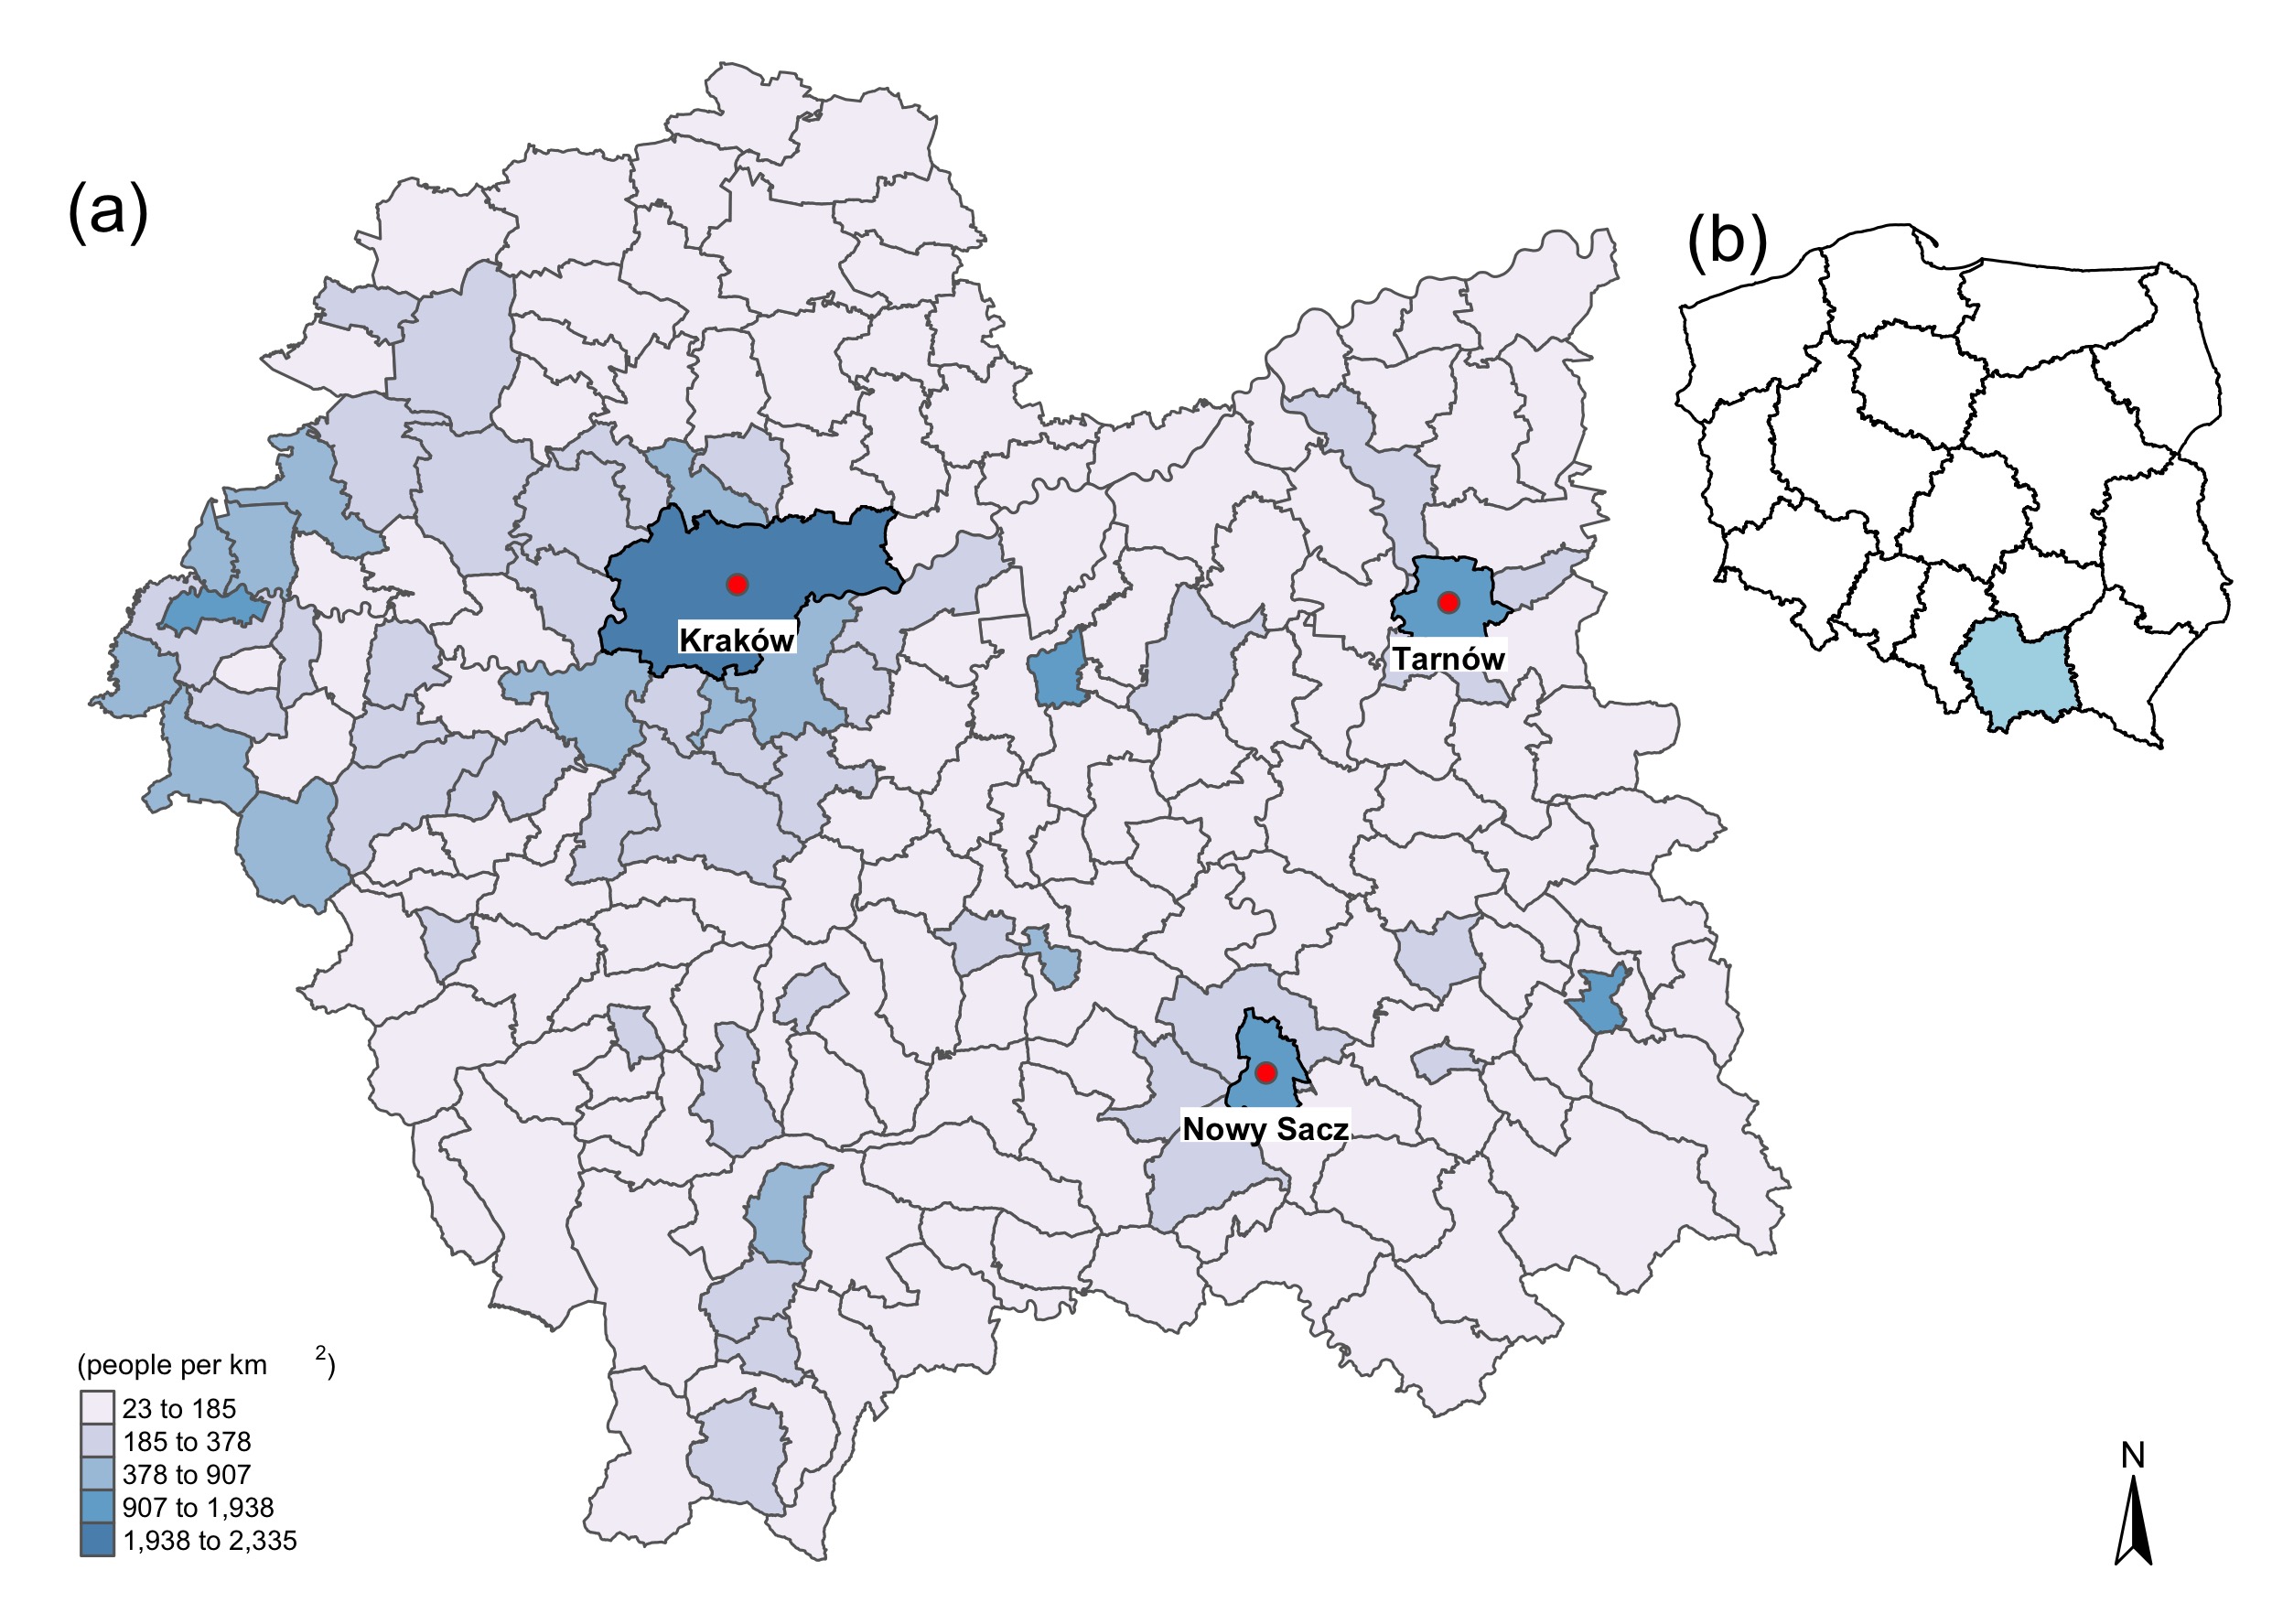 (a)
(b)
Kraków
Tarnów
Nowy Sacz
(people per km 2)
23 to 185
185 to 378
378 to 907
907 to 1,938
1,938 to 2,335
N